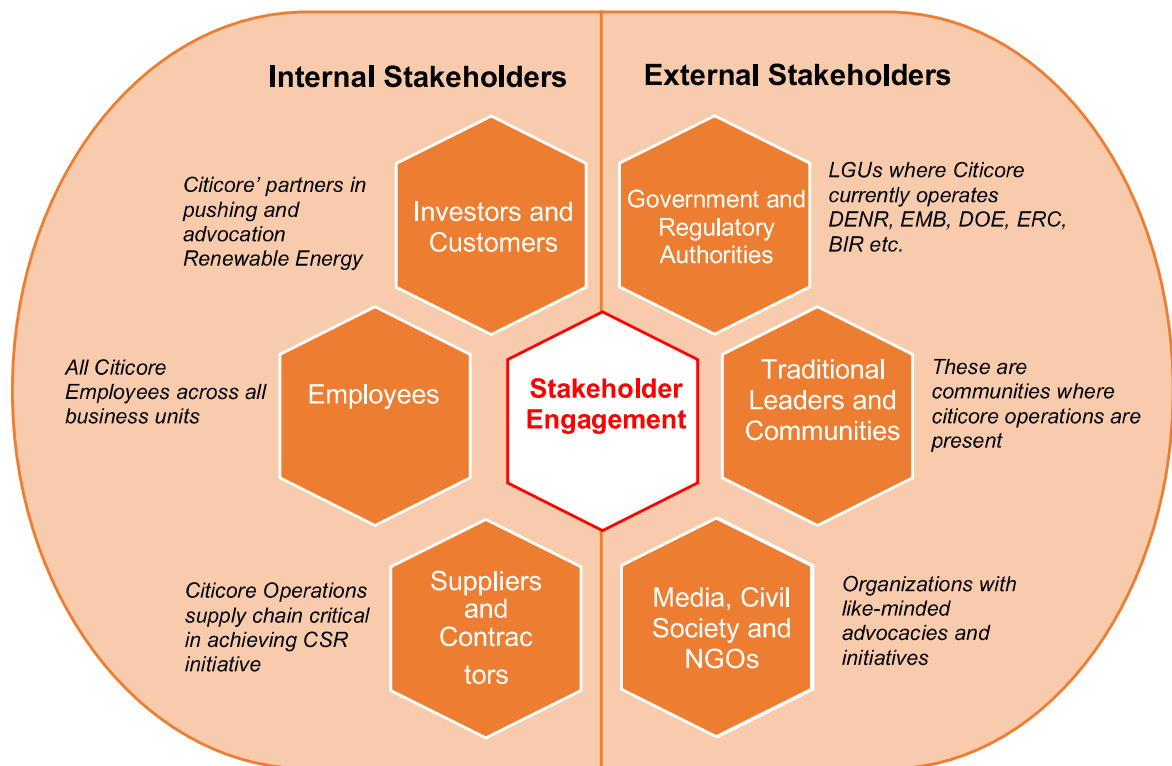 Internal Stakeholders
External Stakeholders
Citicore' partners in
pushing and
advocation
Renewable Energy
Investors and
Customers
Government and
Regulatory
Authorities
LGUs where Citicore
currently operates
DENR, EMB, DOE, ERC,
BIR etc.
All Citicore
Employees across all
business units
Employees
Stakeholder
Engagement
Traditional
Leaders and
Communities
These are
communities where
citicore operations are
present
Citicore Operations
supply chain critical
in achieving CSR
initiative
Suppliers
and
Contrac
tors
Media, Civil
Society and
NGOs
Organizations with
like-minded
advocacies and
initiatives